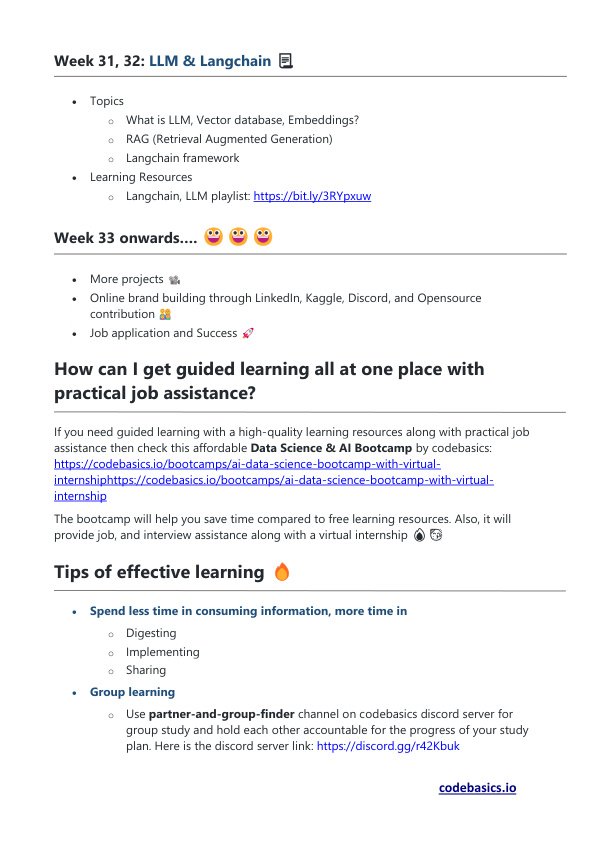 Week 31, 32: LLM & Langchain 📃
• Topics
o What is LLM, Vector database, Embeddings?
o RAG (Retrieval Augmented Generation)
o Langchain framework
• Learning Resources
o Langchain, LLM playlist: https://bit.ly/3RYpxuw
Week 33 onwards….
• More projects
• Online brand building through LinkedIn, Kaggle, Discord, and Opensource
contribution
• Job application and Success 🚀
How can I get guided learning all at one place with
practical job assistance?
If you need guided learning with a high-quality learning resources along with practical job
assistance then check this affordable Data Science & AI Bootcamp by codebasics:
https://codebasics.io/bootcamps/ai-data-science-bootcamp-with-virtual-
internshiphttps://codebasics.io/bootcamps/ai-data-science-bootcamp-with-virtual-
internship
The bootcamp will help you save time compared to free learning resources. Also, it will
provide job, and interview assistance along with a virtual internship
Tips of effective learning 🔥
• Spend less time in consuming information, more time in
o Digesting
o Implementing
o Sharing
• Group learning
o Use partner-and-group-finder channel on codebasics discord server for
group study and hold each other accountable for the progress of your study
plan. Here is the discord server link: https://discord.gg/r42Kbuk
codebasics.io